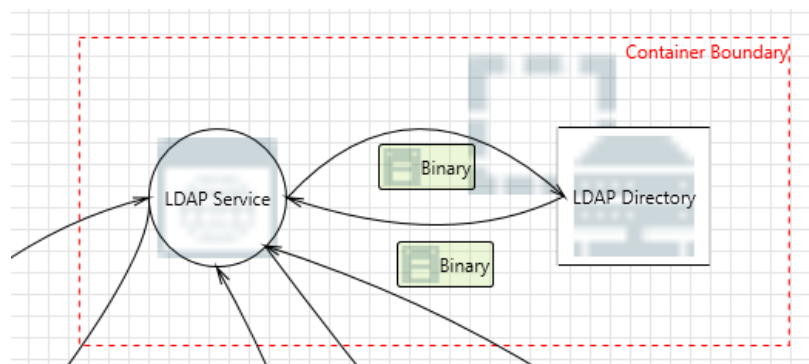 Container Boundary
Binary
LDAP Service
LDAP Directory
Binary